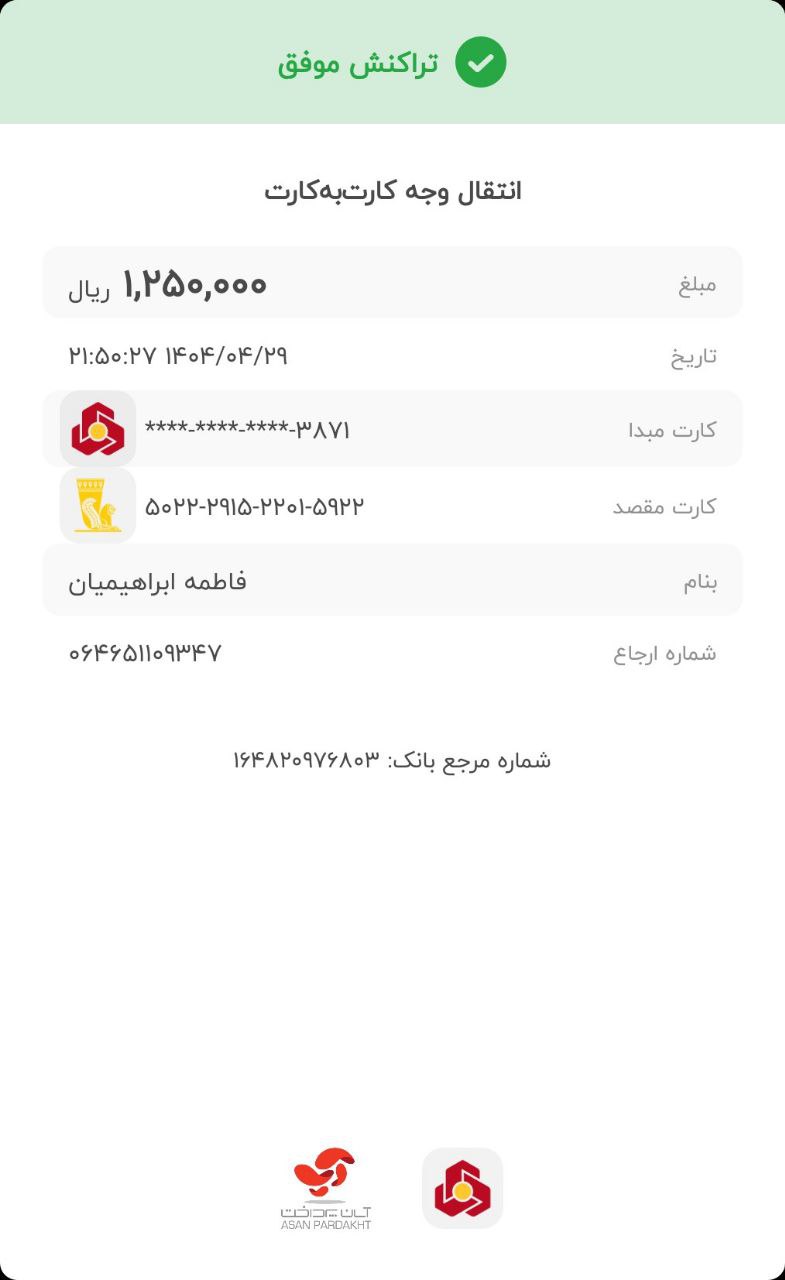 تراکنش موفق
انتقال وجه کارت‌به‌کارت
مبلغ ۱,۲۵۰,۰۰۰ ریال
تاریخ ۱۴۰۴/۰۴/۲۹ ۲۱:۵۰:۲۷
کارت مبدا ****-****-****-۳۸۷۱
کارت مقصد ۵۰۲۲-۲۹۱۵-۲۲۰۱-۵۹۲۲
بنام فاطمه ابراهیمیان
شماره ارجاع ۰۶۴۶۵۱۱۰۹۳۴۷
شماره مرجع بانک: ۱۶۴۸۲۰۹۷۶۸۰۳
آسان پرداخت
ASAN PARDAKHT